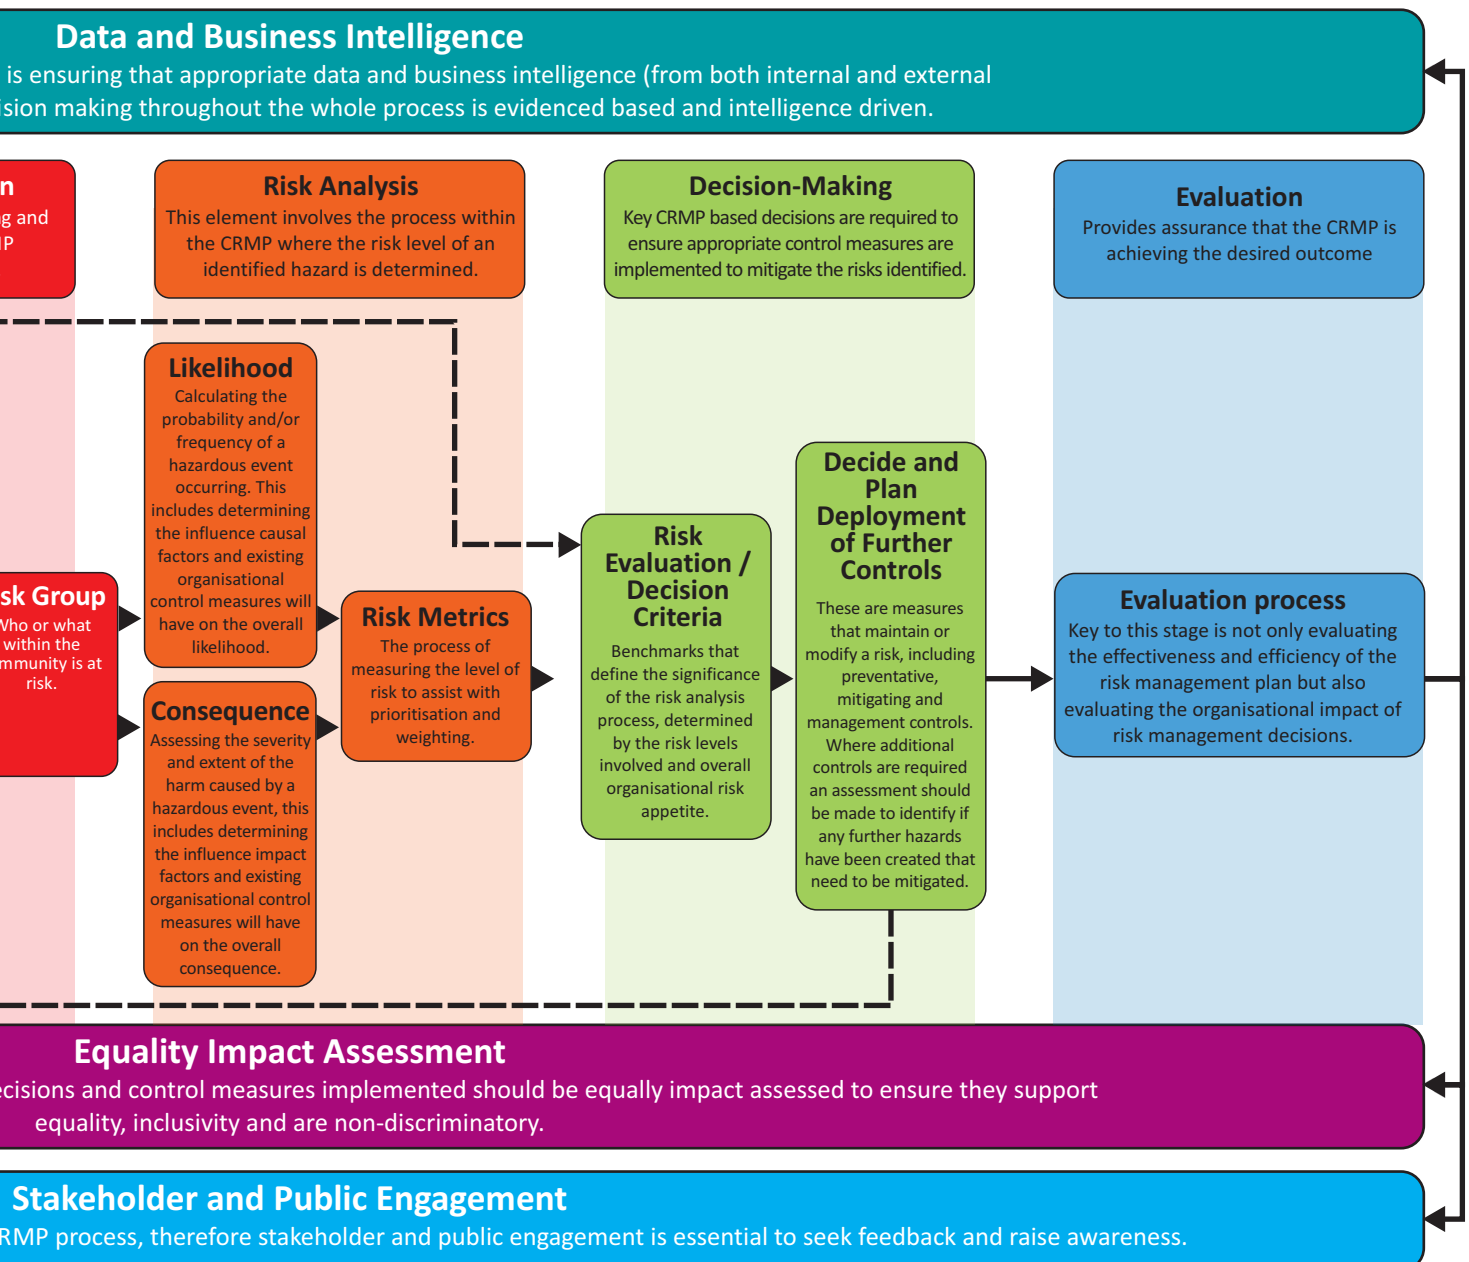 Data and Business Intelligence
is ensuring that appropriate data and business intelligence (from both internal and external
ision making throughout the whole process is evidenced based and intelligence driven.
n
g and
IP
Risk Analysis
This element involves the process within
the CRMP where the risk level of an
identified hazard is determined.
Decision-Making
Key CRMP based decisions are required to
ensure appropriate control measures are
implemented to mitigate the risks identified.
Evaluation
Provides assurance that the CRMP is
achieving the desired outcome
sk Group
Who or what
within the
mmunity is at
risk.
Likelihood
Calculating the
probability and/or
frequency of a
hazardous event
occurring. This
includes determining
the influence causal
factors and existing
organisational
control measures will
have on the overall
likelihood.
Consequence
Assessing the severity
and extent of the
harm caused by a
hazardous event, this
includes determining
the influence impact
factors and existing
organisational control
measures will have
on the overall
consequence.
Risk Metrics
The process of
measuring the level of
risk to assist with
prioritisation and
weighting.
Risk
Evaluation /
Decision
Criteria
Benchmarks that
define the significance
of the risk analysis
process, determined
by the risk levels
involved and overall
organisational risk
appetite.
Decide and
Plan
Deployment
of Further
Controls
These are measures
that maintain or
modify a risk, including
preventative,
mitigating and
management controls.
Where additional
controls are required
an assessment should
be made to identify if
any further hazards
have been created that
need to be mitigated.
Evaluation process
Key to this stage is not only evaluating
the effectiveness and efficiency of the
risk management plan but also
evaluating the organisational impact of
risk management decisions.
Equality Impact Assessment
ecisions and control measures implemented should be equally impact assessed to ensure they support
equality, inclusivity and are non-discriminatory.
Stakeholder and Public Engagement
CRMP process, therefore stakeholder and public engagement is essential to seek feedback and raise awareness.